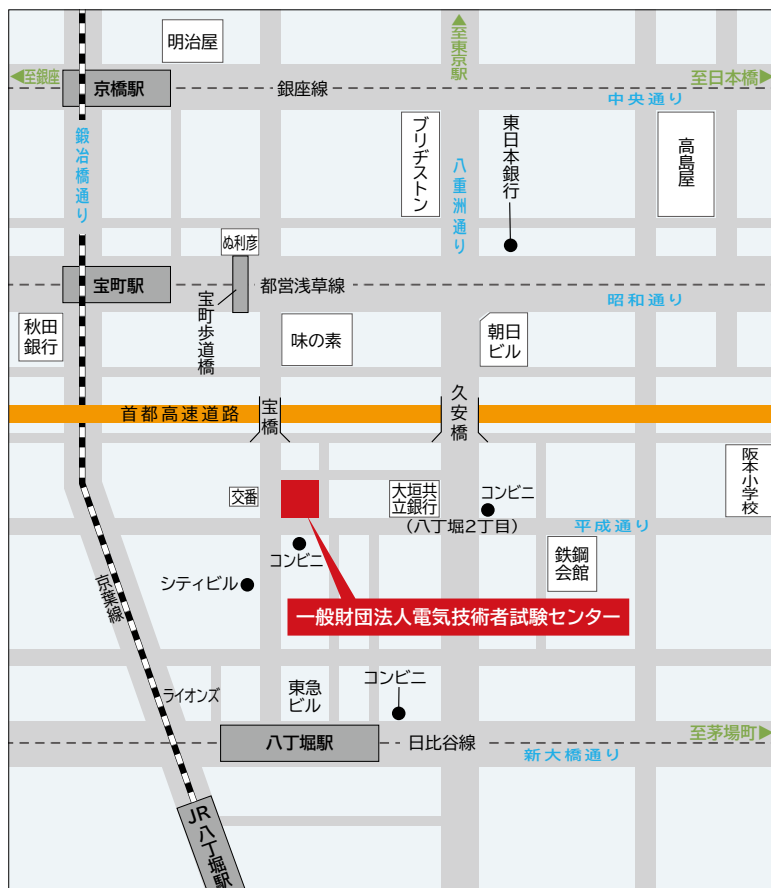 明治屋
至東京駅
至銀座
京橋駅
銀座線
至日本橋
中央通り
鍛冶橋通り
ブリヂストン
八重洲通り
東日本銀行
高島屋
ぬ利彦
宝町駅
都営浅草線
昭和通り
宝町歩道橋
秋田
銀行
味の素
朝日
ビル
首都高速道路
宝橋
久安橋
阪本小学校
交番
大垣共
立銀行
コンビニ
(八丁堀2丁目)
平成通り
コンビニ
鉄鋼
会館
シティビル
京葉線
一般財団法人電気技術者試験センター
ライオンズ
東急
ビル
コンビニ
八丁堀駅
日比谷線
至茅場町
新大橋通り
JR八丁堀駅